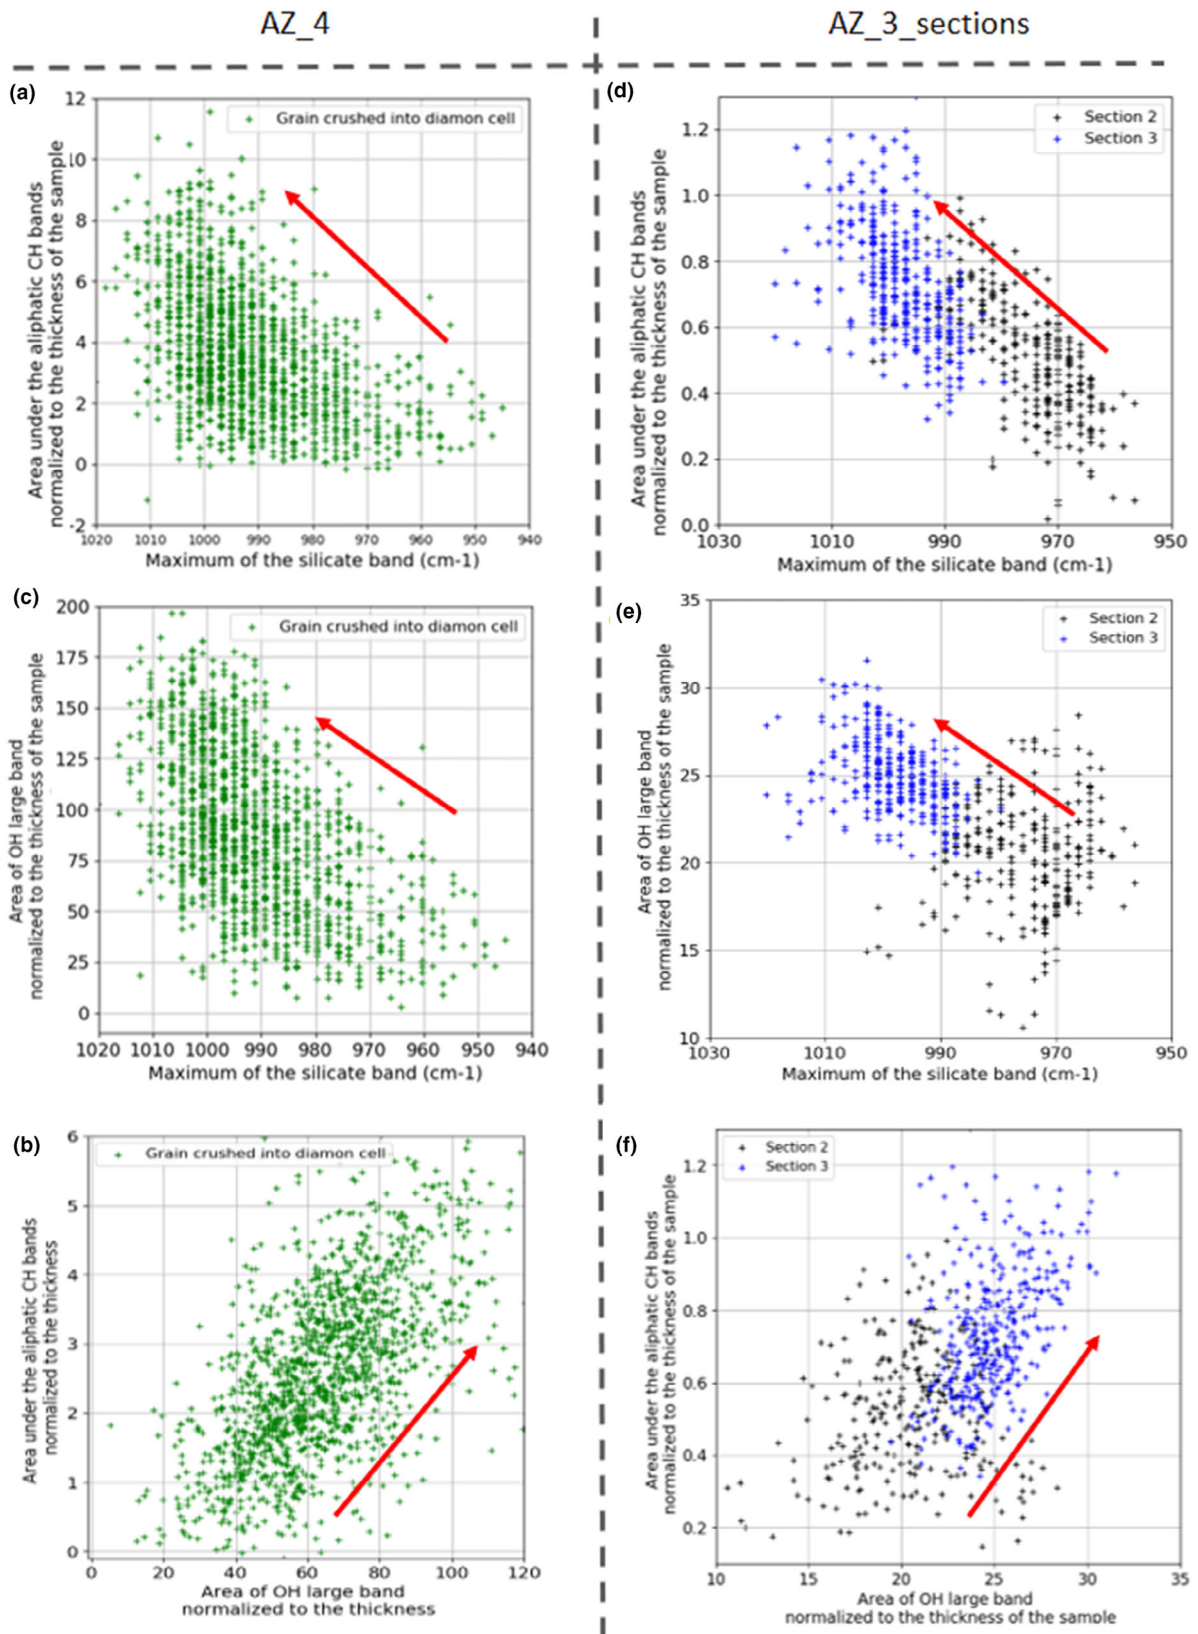 AZ_4
AZ_3_sections
(a)
Grain crushed into diamon cell
Area under the aliphatic CH bands
normalized to the thickness of the sample
12
10
8
6
4
2
0
-2
1020 1010 1000 990 980 970 960 950 940
Maximum of the silicate band (cm-1)
(d)
Section 2
Section 3
Area under the aliphatic CH bands
normalized to the thickness of the sample
1.2
1.0
0.8
0.6
0.4
0.2
0.0
1030 1010 990 970 950
Maximum of the silicate band (cm-1)
(c)
Grain crushed into diamon cell
Area of OH large band
normalized to the thickness of the sample
200
175
150
125
100
75
50
25
0
1020 1010 1000 990 980 970 960 950 940
Maximum of the silicate band (cm-1)
(e)
Section 2
Section 3
Area of OH large band
normalized to the thickness of the sample
35
30
25
20
15
10
1030 1010 990 970 950
Maximum of the silicate band (cm-1)
(b)
Grain crushed into diamon cell
Area under the aliphatic CH bands
normalized to the thickness
6
5
4
3
2
1
0
0 20 40 60 80 100 120
Area of OH large band
normalized to the thickness
(f)
Section 2
Section 3
Area under the aliphatic CH bands
normalized to the thickness of the sample
1.2
1.0
0.8
0.6
0.4
0.2
10 15 20 25 30 35
Area of OH large band
normalized to the thickness of the sample